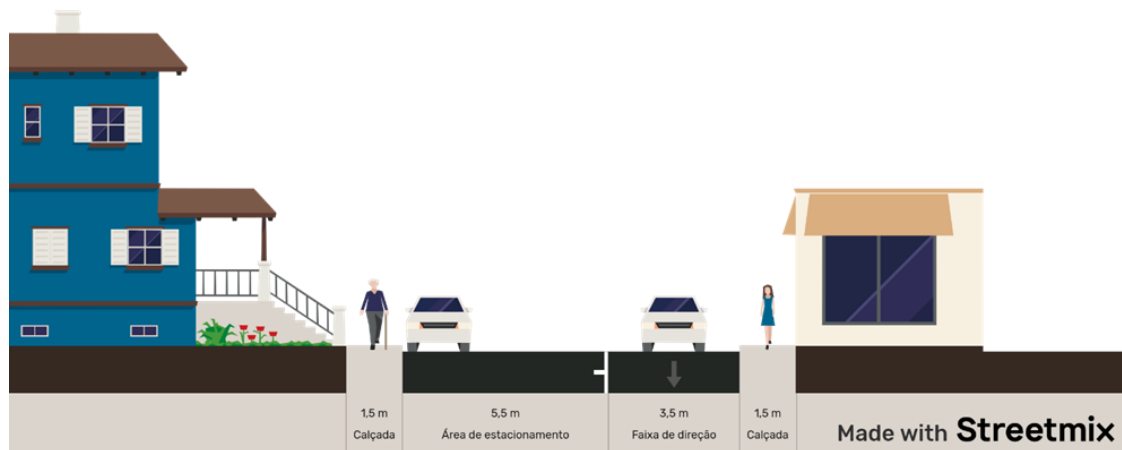 1,5 m
Calçada
5,5 m
Área de estacionamento
3,5 m
Faixa de direção
1,5 m
Calçada
Made with Streetmix